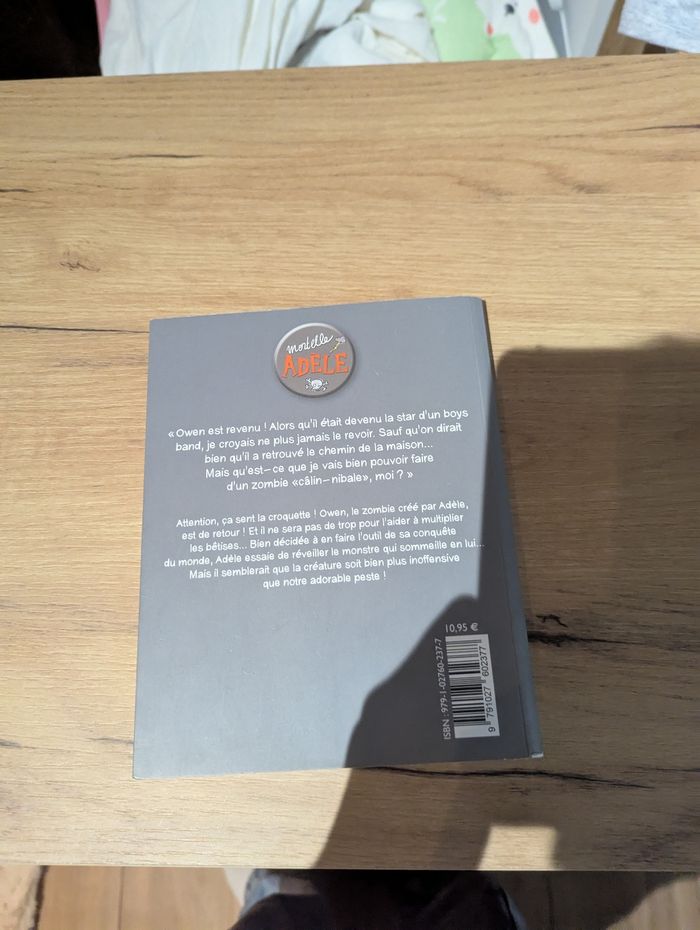 mortelle
ADÈLE
« Owen est revenu ! Alors qu'il était devenu la star d'un boys
band, je croyais ne plus jamais le revoir. Sauf qu'on dirait
bien qu'il a retrouvé le chemin de la maison...
Mais qu'est-ce que je vais bien pouvoir faire
d'un zombie «câlin-nibale», moi ? »
Attention, ça sent la croquette ! Owen, le zombie créé par Adèle,
est de retour ! Et il ne sera pas de trop pour l'aider à multiplier
les bêtises... Bien décidée à en faire l'outil de sa conquête
du monde, Adèle essaie de réveiller le monstre qui sommeille en lui...
Mais il semblerait que la créature soit bien plus inoffensive
que notre adorable peste !
10,95 €
ISBN : 979-1-02760-237-7
9 791027 602377